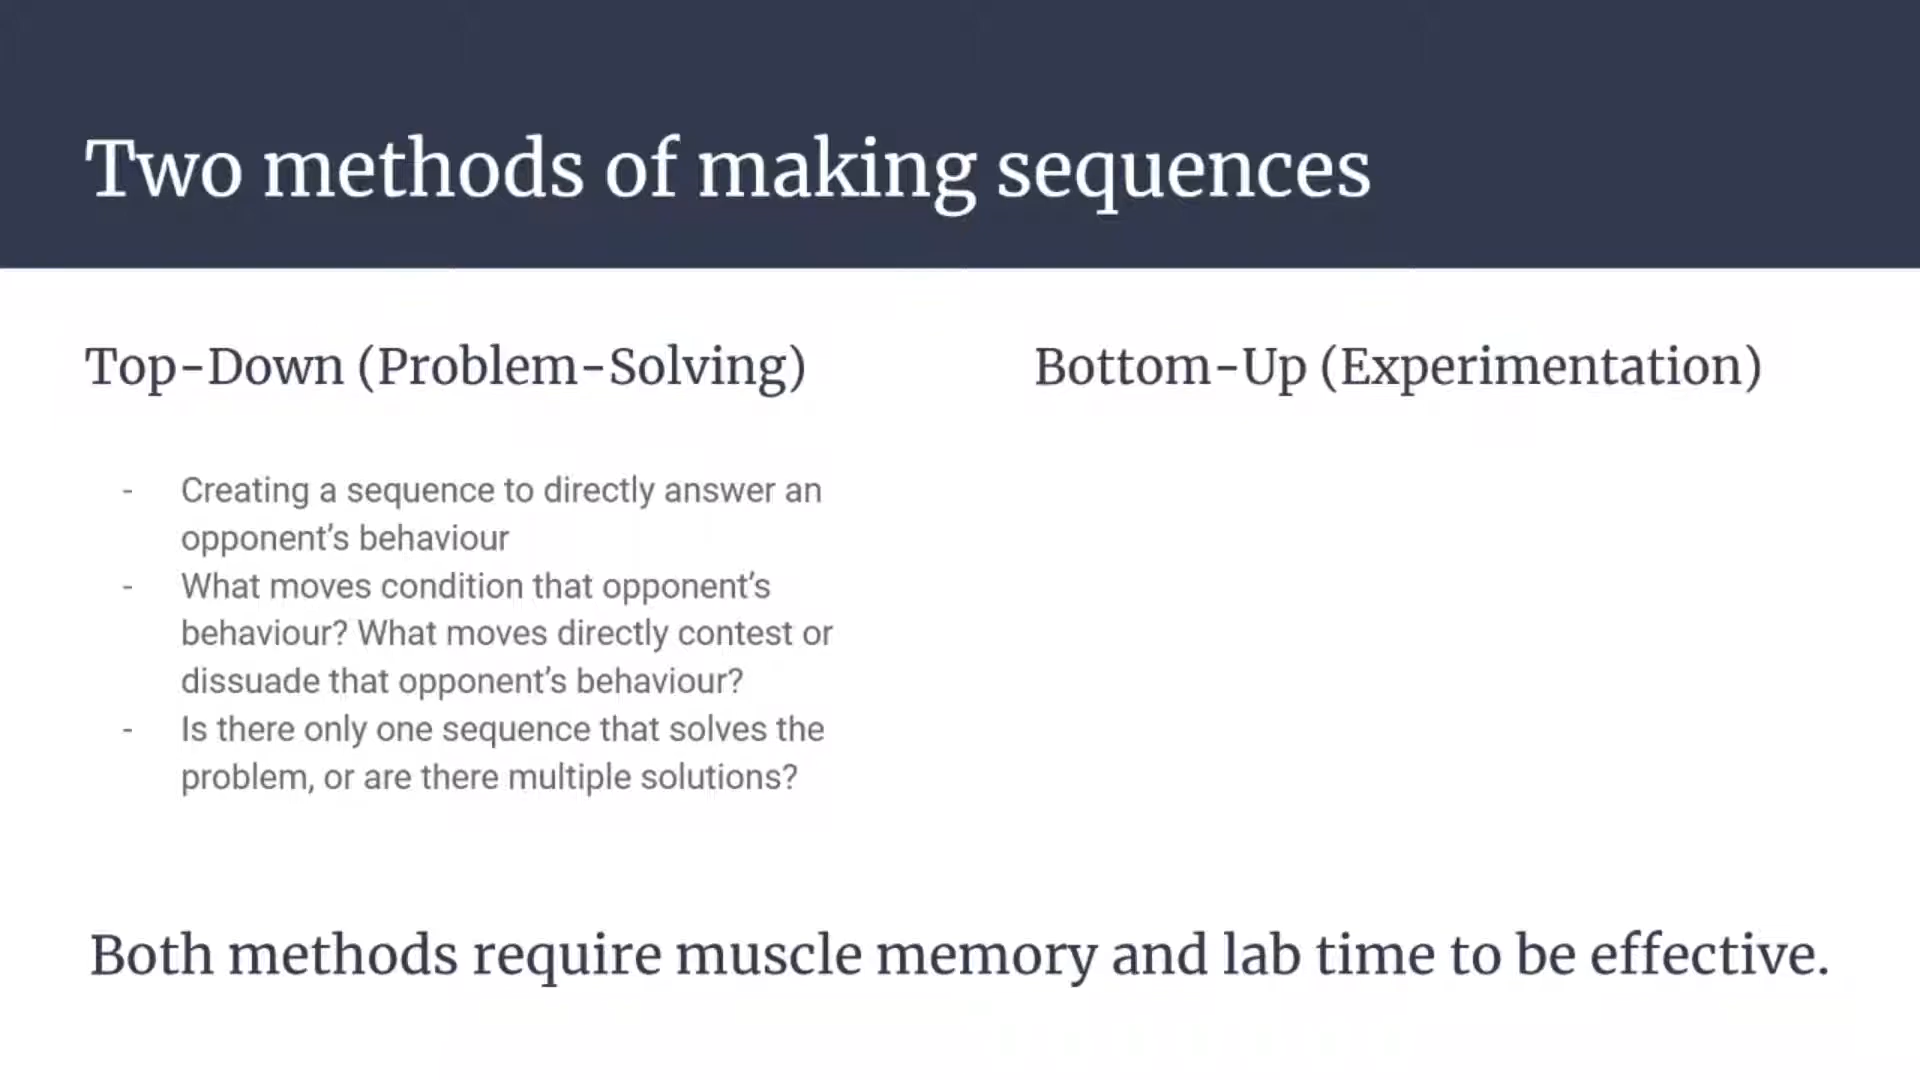 Two methods of making sequences
Top-Down (Problem-Solving)
- Creating a sequence to directly answer an
opponent's behaviour
- What moves condition that opponent's
behaviour? What moves directly contest or
dissuade that opponent's behaviour?
- Is there only one sequence that solves the
problem, or are there multiple solutions?
Bottom-Up (Experimentation)
Both methods require muscle memory and lab time to be effective.